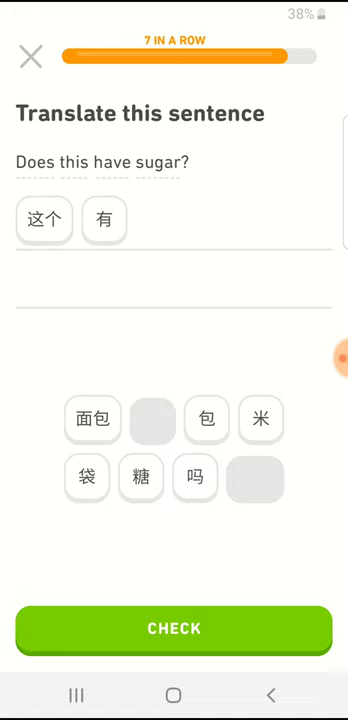 38%
7 IN A ROW
Translate this sentence
Does this have sugar?
这个 有
面包 包 米
袋 糖 吗
CHECK